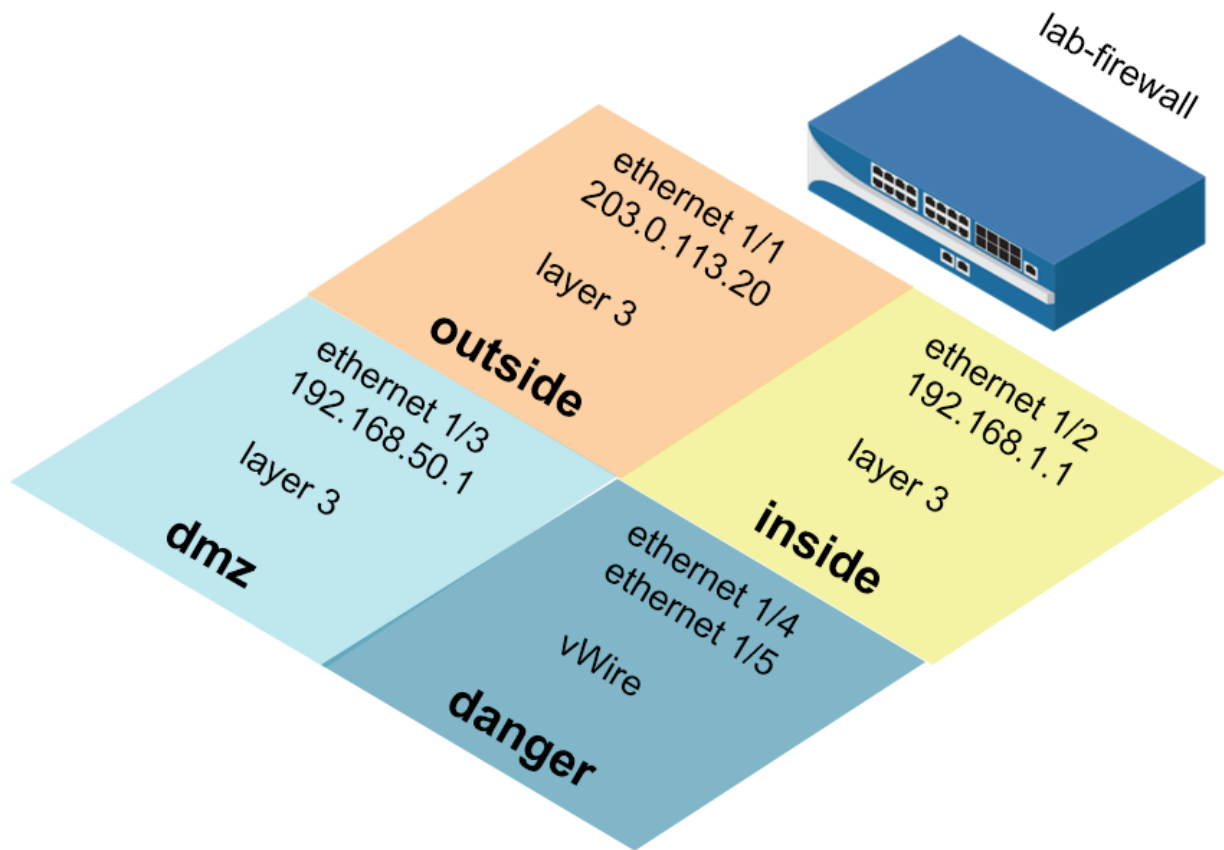 lab-firewall
ethernet 1/1
203.0.113.20
layer 3
outside
ethernet 1/2
192.168.1.1
layer 3
inside
ethernet 1/3
192.168.50.1
layer 3
dmz
ethernet 1/4
ethernet 1/5
vWire
danger